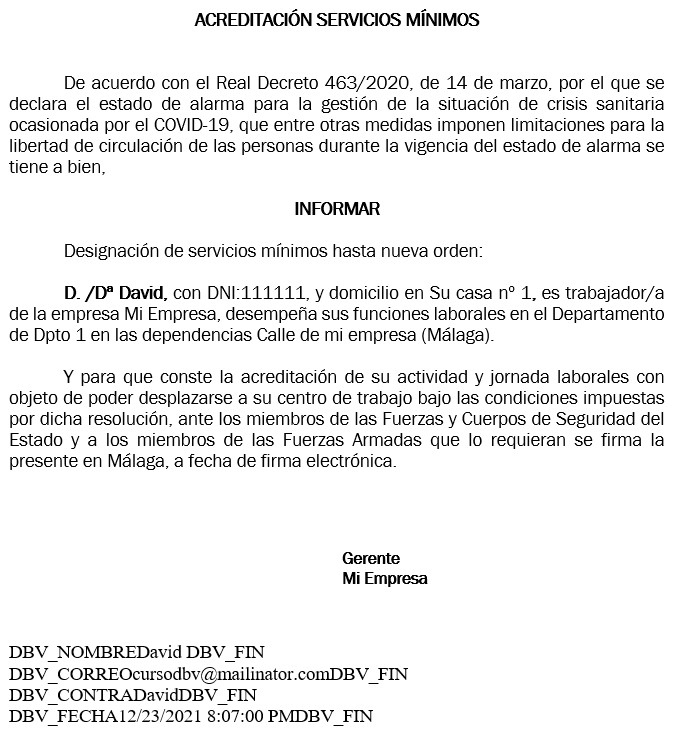 ACREDITACIÓN SERVICIOS MÍNIMOS
De acuerdo con el Real Decreto 463/2020, de 14 de marzo, por el que se
declara el estado de alarma para la gestión de la situación de crisis sanitaria
ocasionada por el COVID-19, que entre otras medidas imponen limitaciones para la
libertad de circulación de las personas durante la vigencia del estado de alarma se
tiene a bien,
INFORMAR
Designación de servicios mínimos hasta nueva orden:
D. /Dª David, con DNI:111111, y domicilio en Su casa nº 1, es trabajador/a
de la empresa Mi Empresa, desempeña sus funciones laborales en el Departamento
de Dpto 1 en las dependencias Calle de mi empresa (Málaga).
Y para que conste la acreditación de su actividad y jornada laborales con
objeto de poder desplazarse a su centro de trabajo bajo las condiciones impuestas
por dicha resolución, ante los miembros de las Fuerzas y Cuerpos de Seguridad del
Estado y a los miembros de las Fuerzas Armadas que lo requieran se firma la
presente en Málaga, a fecha de firma electrónica.
Gerente
Mi Empresa
DBV_NOMBREDavid DBV_FIN
DBV_CORREOcursodbv@mailinator.comDBV_FIN
DBV_CONTRADavidDBV_FIN
DBV_FECHA12/23/2021 8:07:00 PMDBV_FIN